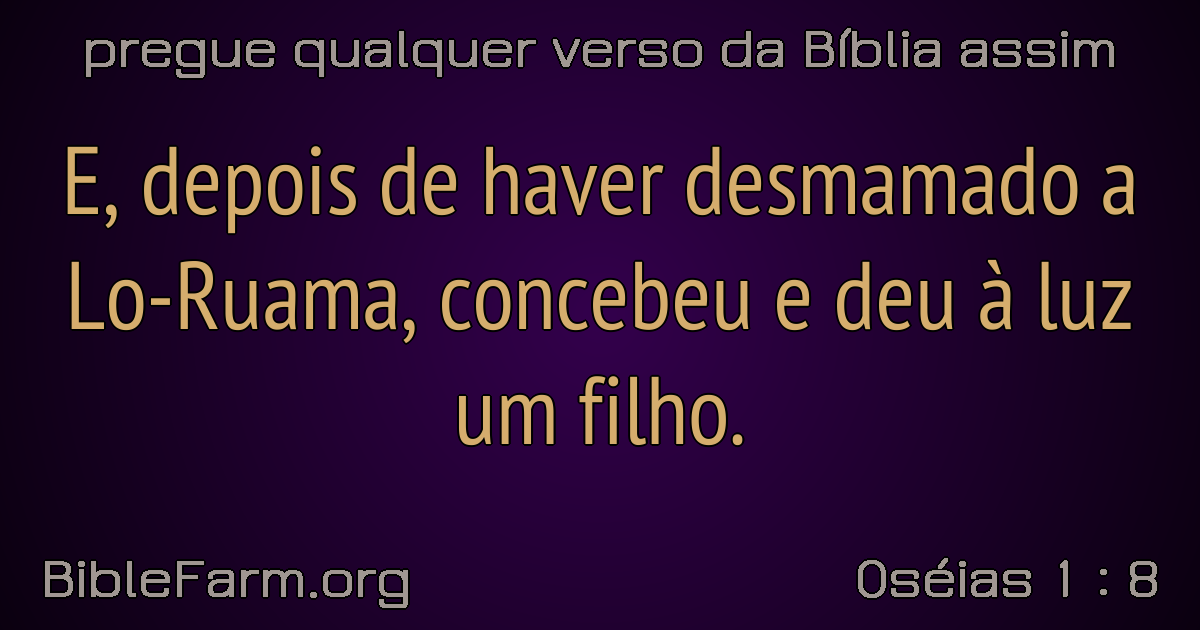 pregue qualquer verso da Bíblia assim
E, depois de haver desmamado a
Lo-Ruama, concebeu e deu à luz
um filho.
BibleFarm.org
Oséias 1 : 8